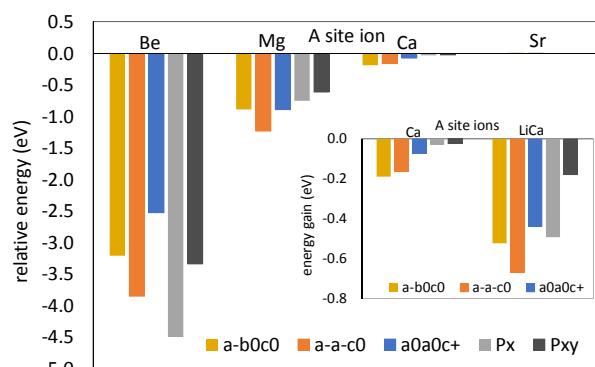 0.5
A site ion
0.0
Be Mg Ca Sr
-0.5
-1.0
-1.5
-2.0
-2.5
-3.0
-3.5
-4.0
-4.5
-5.0
relative energy (eV)
A site ions
0.0
Ca LiCa
-0.2
-0.4
-0.6
-0.8
energy gain (eV)
a-b0c0 a-a-c0 a0a0c+
a-b0c0 a-a-c0 a0a0c+ Px Pxy